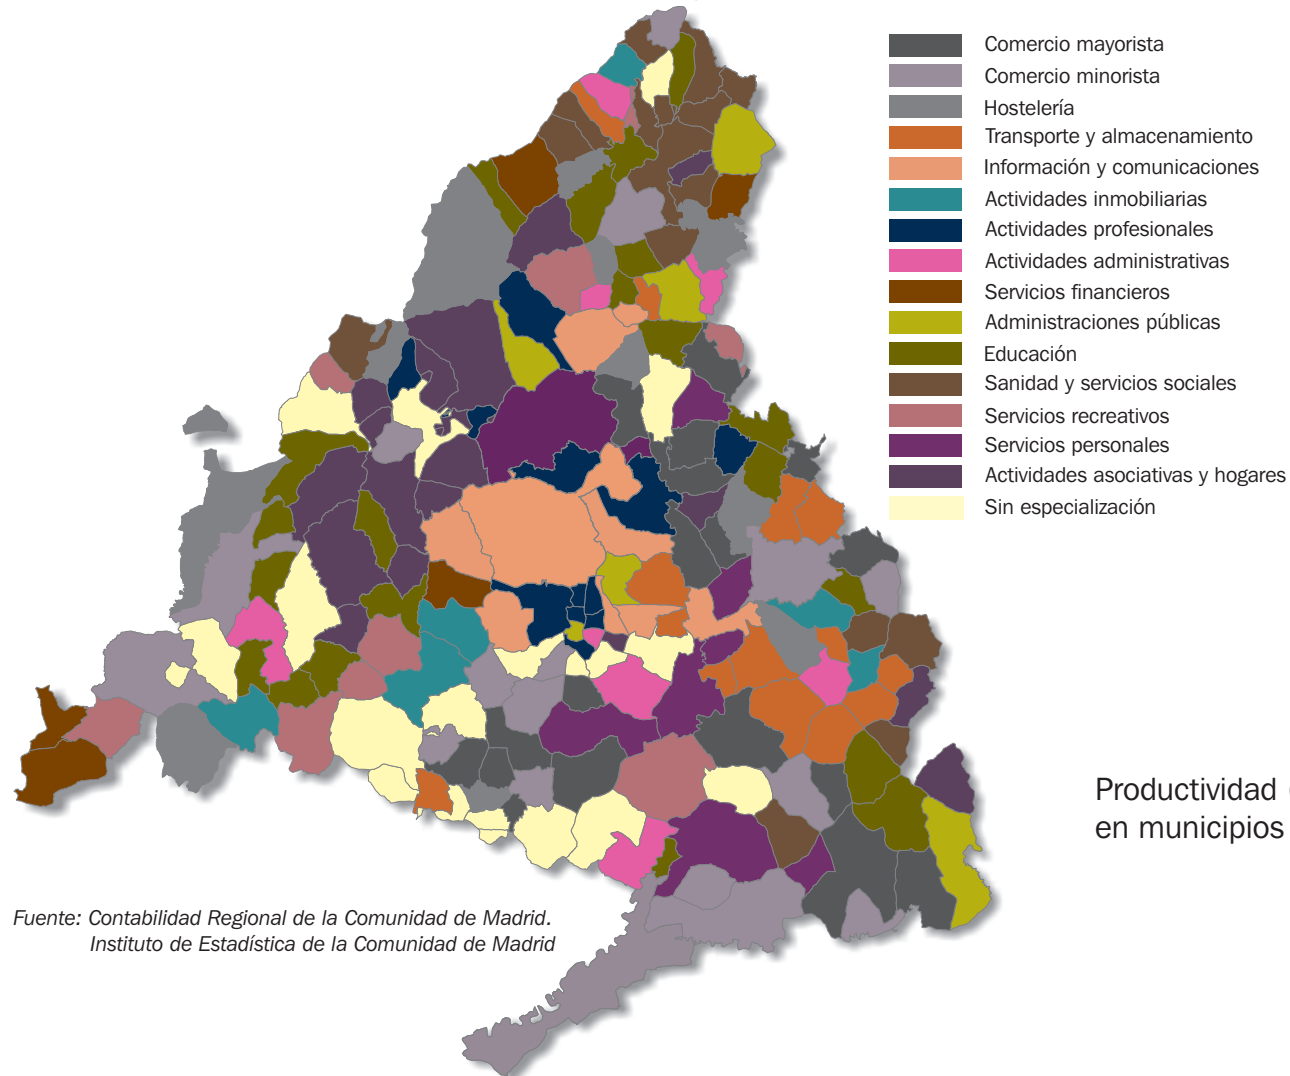 Comercio mayorista
Comercio minorista
Hostelería
Transporte y almacenamiento
Información y comunicaciones
Actividades inmobiliarias
Actividades profesionales
Actividades administrativas
Servicios financieros
Administraciones públicas
Educación
Sanidad y servicios sociales
Servicios recreativos
Servicios personales
Actividades asociativas y hogares
Sin especialización
Productividad
en municipios
Fuente: Contabilidad Regional de la Comunidad de Madrid.
Instituto de Estadística de la Comunidad de Madrid